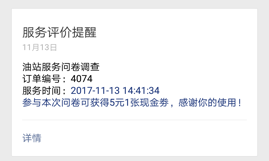 服务评价提醒
11月13日
油站服务问卷调查
订单编号：4074
服务时间：2017-11-13 14:41:34
参与本次问卷可获得5元1张现金券，感谢你的使用！
详情